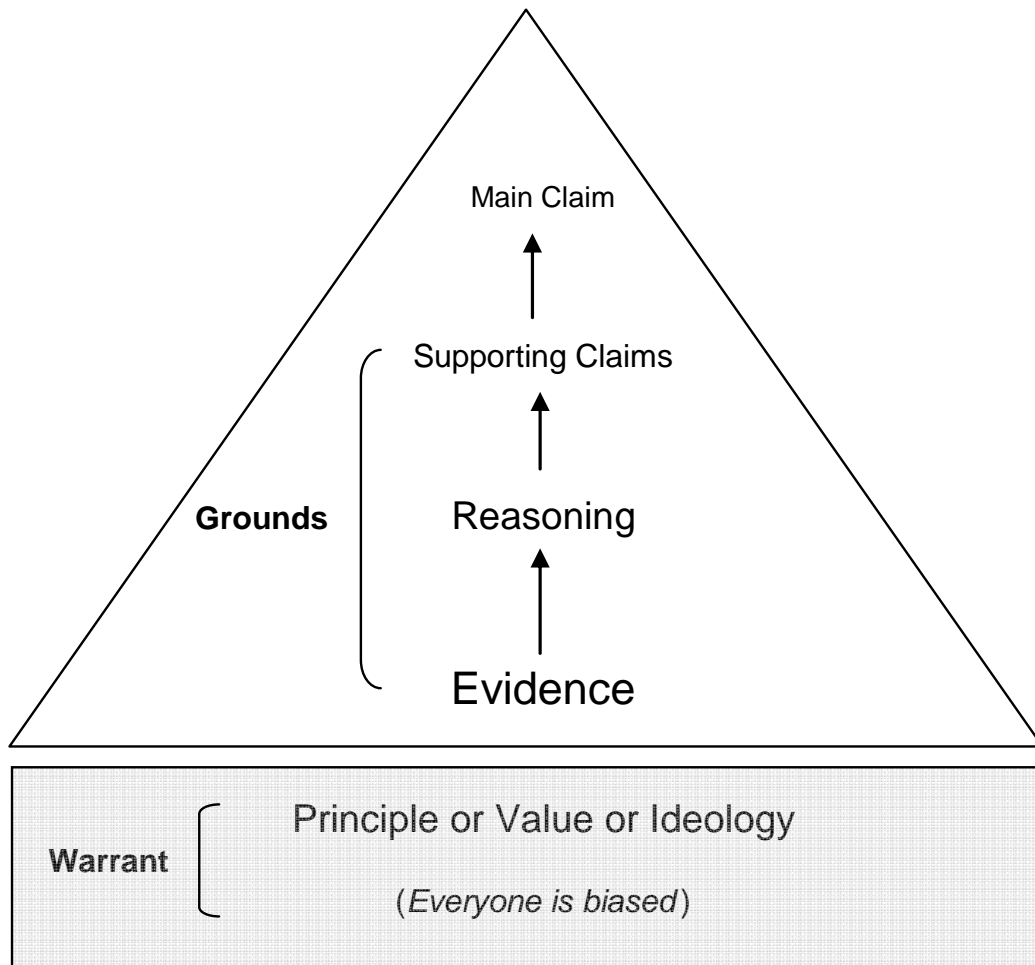 Main Claim
Supporting Claims
Grounds
Reasoning
Evidence
Principle or Value or Ideology
Warrant
(Everyone is biased)